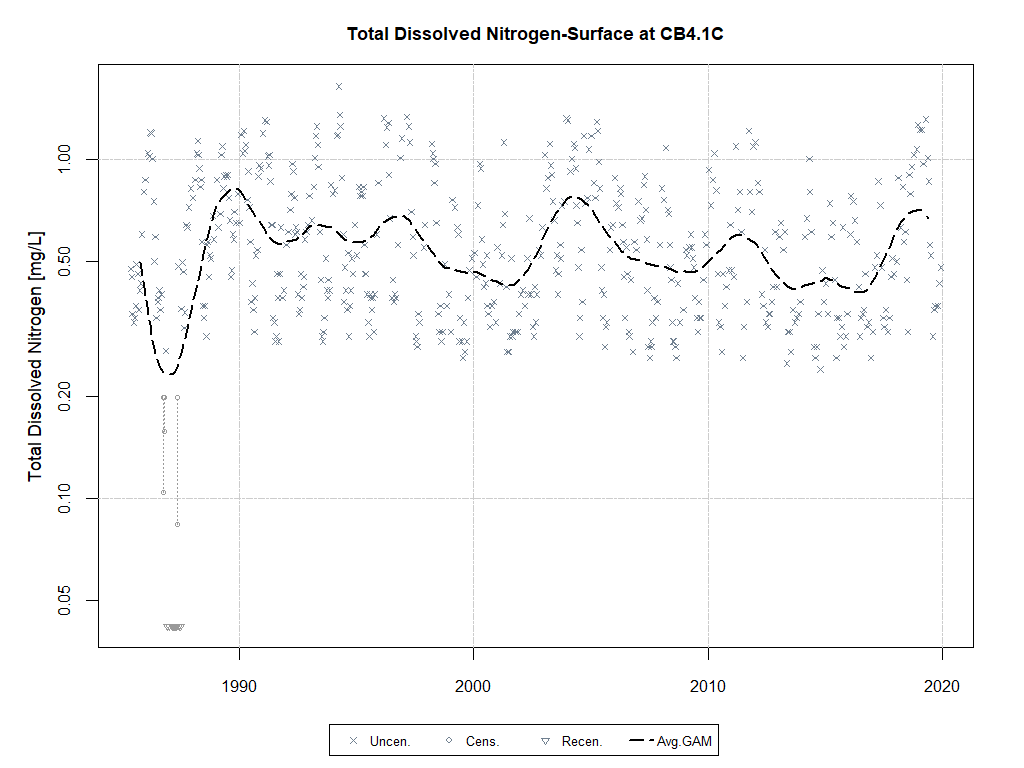 Total Dissolved Nitrogen-Surface at CB4.1C
Total Dissolved Nitrogen [mg/L]
1.00
0.50
0.20
0.10
0.05
1990 2000 2010 2020
Uncen. Cens. Recen. Avg.GAM